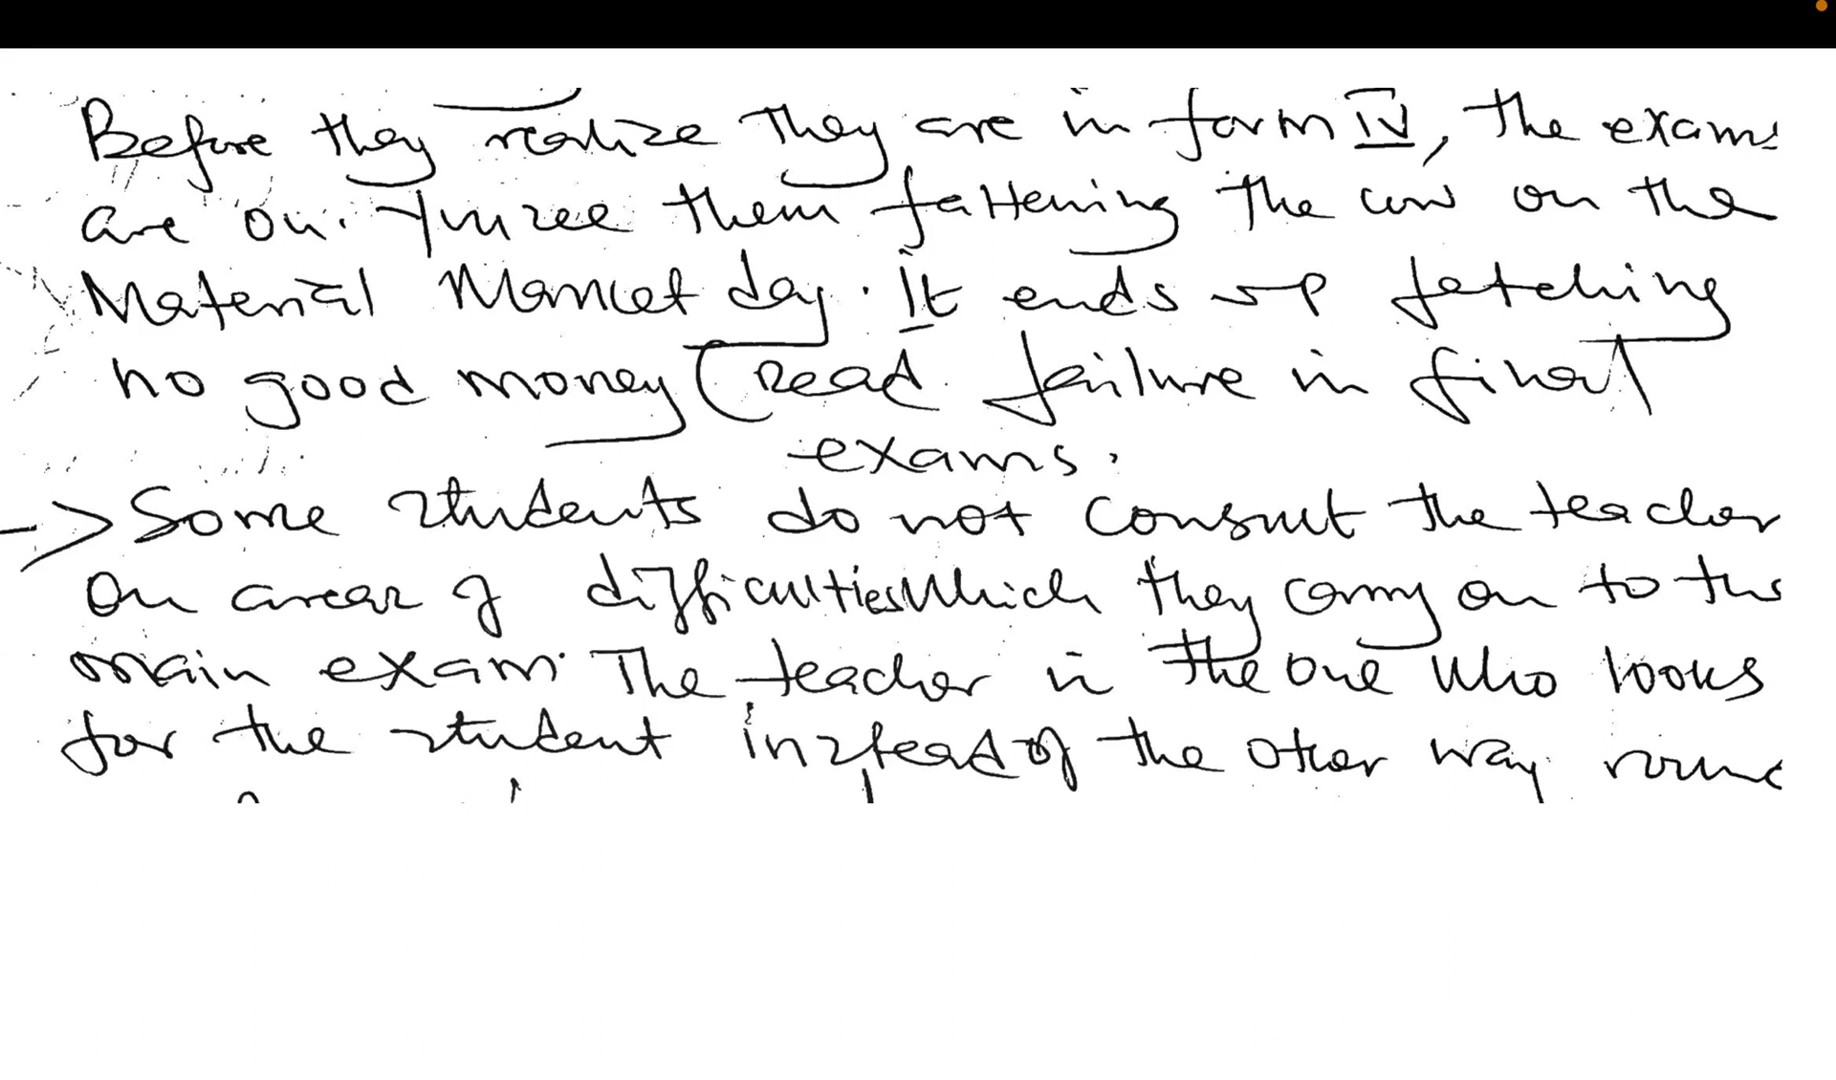 Before they realize they are in form IV, the exams
are on. You see them fattening the cow on the
Material Market day. It ends up fetching
no good money (read failure in final
exams.
-> Some students do not consult the teacher
on areas of difficulties which they carry on to the
main exam. The teacher is the one who looks
for the student instead of the other way round